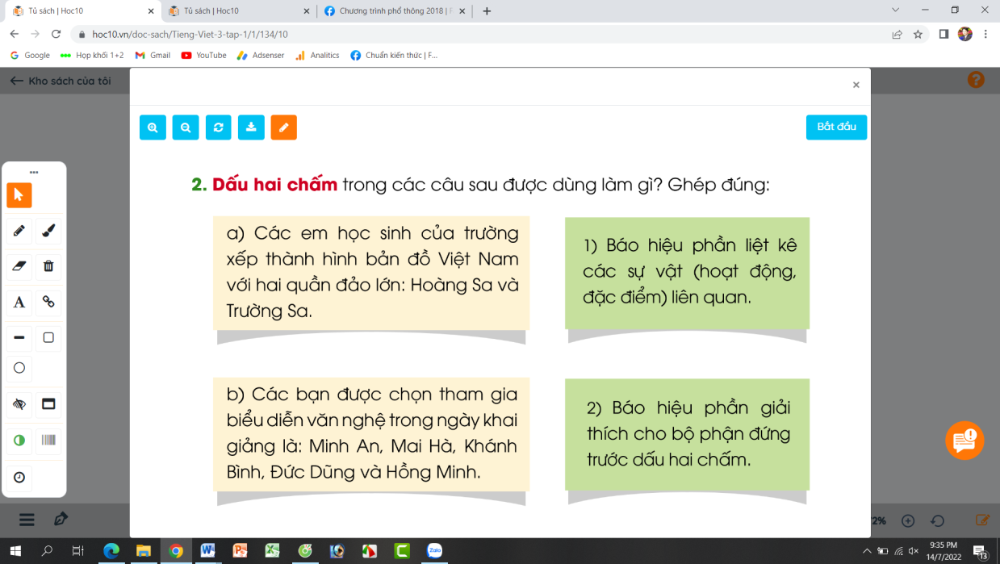 Tủ sách | Hoc10
Tủ sách | Hoc10
Chương trình phổ thông 2018 | F
hoc10.vn/doc-sach/Tieng-Viet-3-tap-1/1/134/10
Google
Họp khối 1+2
Gmail
YouTube
Adsenser
Analitics
Chuẩn kiến thức | F...
Kho sách của tôi
Bắt đầu
2. Dấu hai chấm trong các câu sau được dùng làm gì? Ghép đúng:
a) Các em học sinh của trường
xếp thành hình bản đồ Việt Nam
với hai quần đảo lớn: Hoàng Sa và
Trường Sa.
1) Báo hiệu phần liệt kê
các sự vật (hoạt động,
đặc điểm) liên quan.
b) Các bạn được chọn tham gia
biểu diễn văn nghệ trong ngày khai
giảng là: Minh An, Mai Hà, Khánh
Bình, Đức Dũng và Hồng Minh.
2) Báo hiệu phần giải
thích cho bộ phận đứng
trước dấu hai chấm.
A
2%
Zalo
9:35 PM
14/7/2022
13